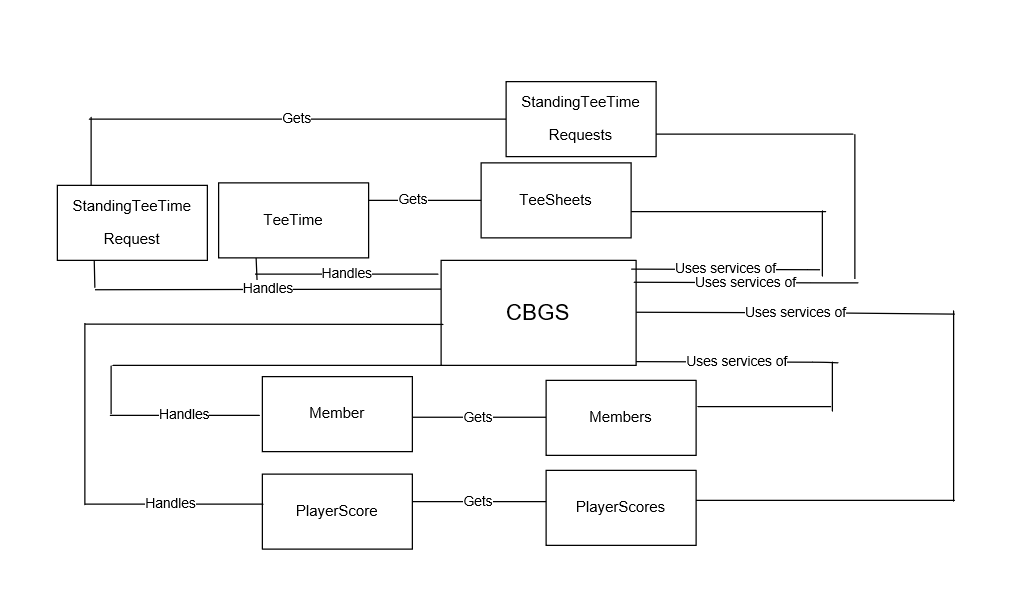 StandingTeeTime
Requests
Gets
StandingTeeTime
Request
TeeTime
Gets
TeeSheets
Handles
Uses services of
Handles
Uses services of
CBGS
Uses services of
Uses services of
Handles
Member
Gets
Members
Handles
PlayerScore
Gets
PlayerScores